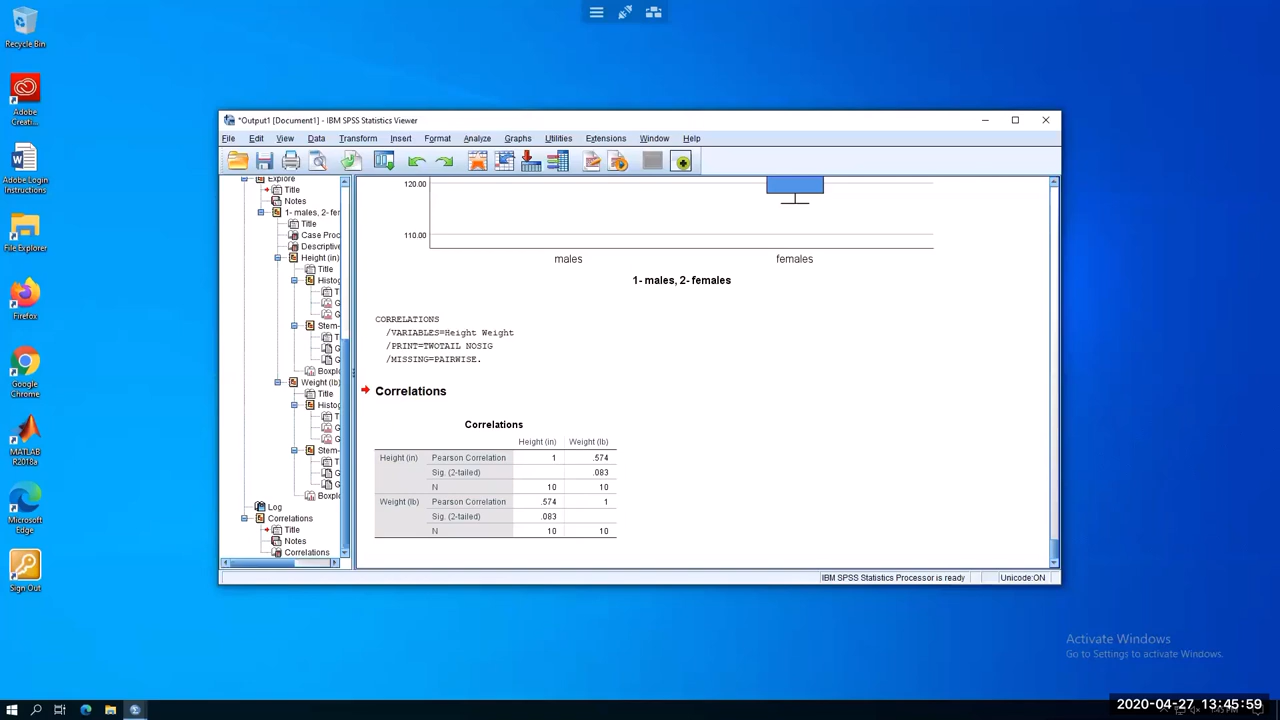 Recycle Bin
Adobe
Creati...
Adobe Login
Instructions
File Explorer
Firefox
Google
Chrome
MATLAB
R2018a
Microsoft
Edge
Sign Out
*Output1 [Document1] - IBM SPSS Statistics Viewer
File Edit View Data Transform Insert Format Analyze Graphs Utilities Extensions Window Help
Explore
Title
Notes
1- males, 2- fer
Title
Case Proc
Descriptive
Height (in)
Title
Histog
T
G
G
Stem-
T
G
G
Boxpl
Weight (lb)
Title
Histog
T
G
G
Stem-
T
G
G
Boxpl
Log
Correlations
Title
Notes
Correlations
120.00
110.00
males females
1- males, 2- females
CORRELATIONS
/VARIABLES=Height Weight
/PRINT=TWOTAIL NOSIG
/MISSING=PAIRWISE.
Correlations
Correlations
Height (in) Weight (lb)
Height (in) Pearson Correlation 1 .574
Sig. (2-tailed) .083
N 10 10
Weight (lb) Pearson Correlation .574 1
Sig. (2-tailed) .083
N 10 10
IBM SPSS Statistics Processor is ready Unicode:ON
Activate Windows
Go to Settings to activate Windows.
2020-04-27 13:45:59